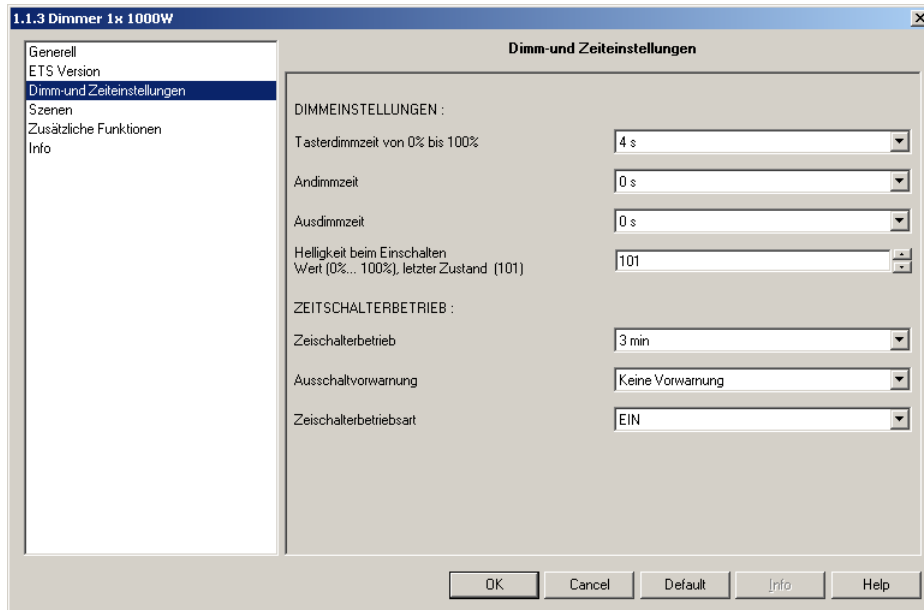 1.1.3 Dimmer 1x 1000W
Generell
ETS Version
Dimm-und Zeiteinstellungen
Szenen
Zusätzliche Funktionen
Info
Dimm-und Zeiteinstellungen
DIMMEINSTELLUNGEN :
Tasterdimmzeit von 0% bis 100% 4 s
Andimmzeit 0 s
Ausdimmzeit 0 s
Helligkeit beim Einschalten
Wert (0%... 100%), letzter Zustand (101) 101
ZEITSCHALTERBETRIEB :
Zeischalterbetrieb 3 min
Ausschaltvorwarnung Keine Vorwarnung
Zeischalterbetriebsart EIN
OK Cancel Default Info Help